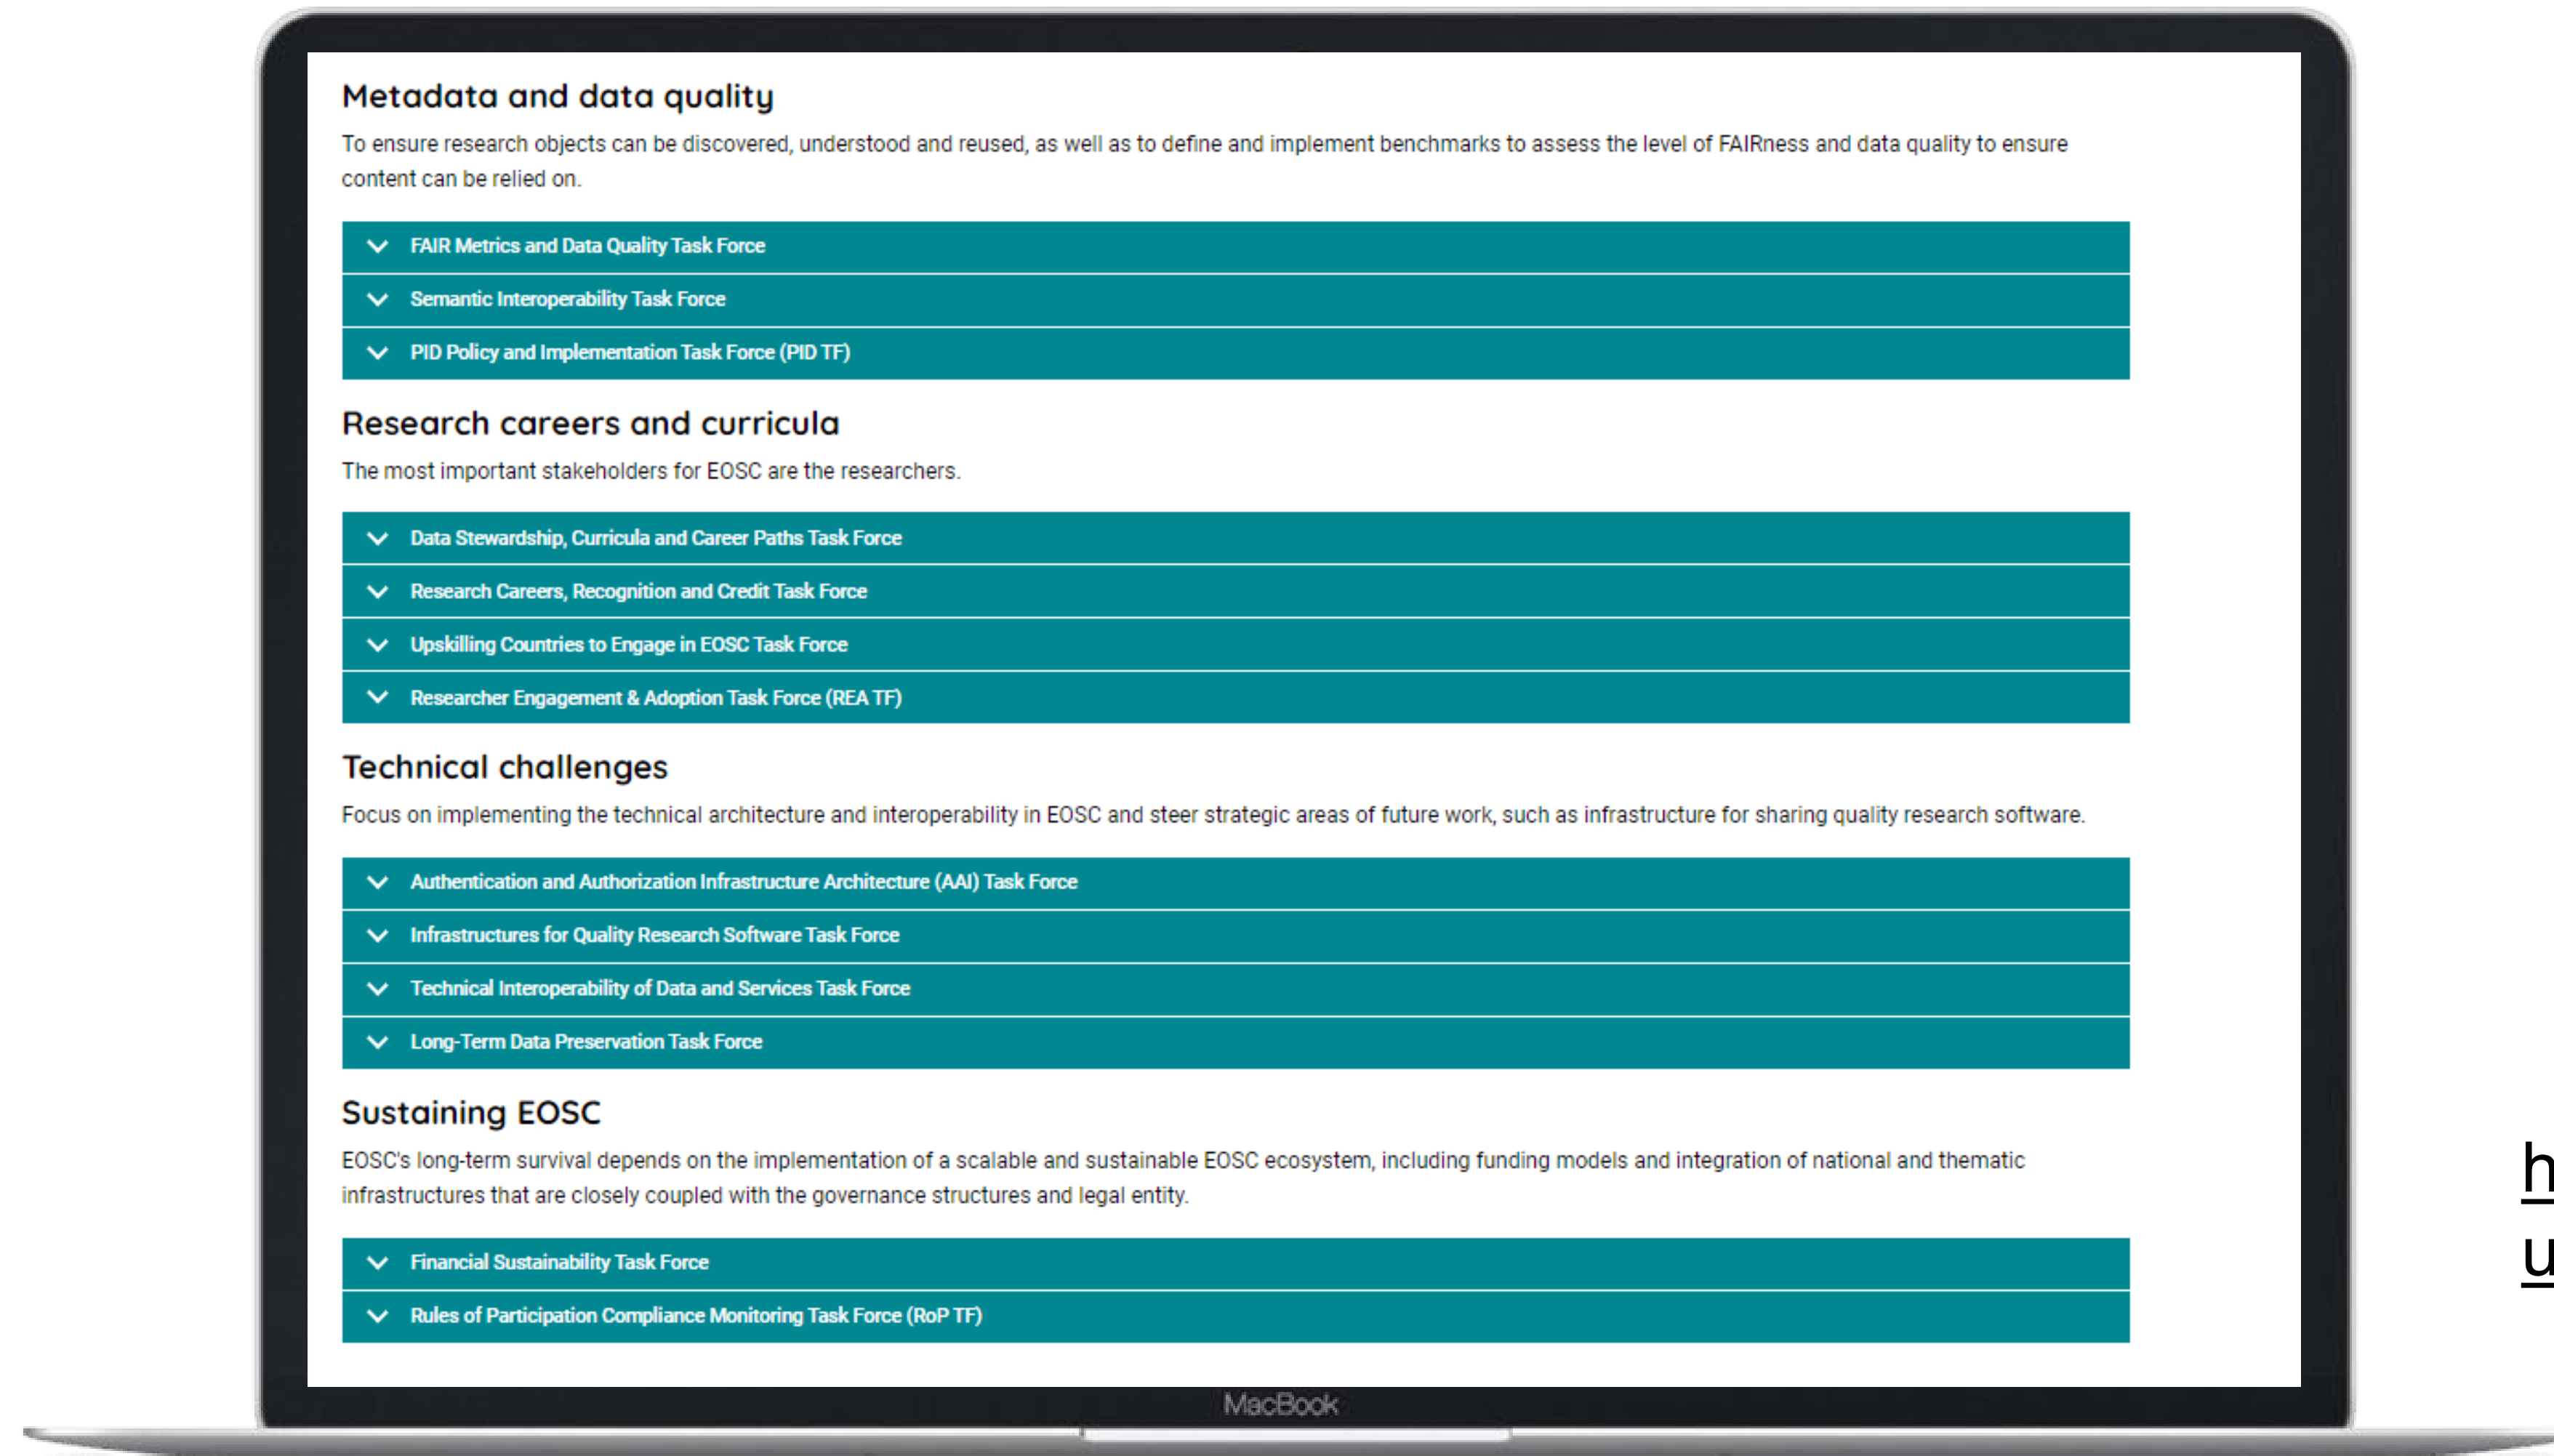 Metadata and data quality
To ensure research objects can be discovered, understood and reused, as well as to define and implement benchmarks to assess the level of FAIRness and data quality to ensure
content can be relied on.
FAIR Metrics and Data Quality Task Force
Semantic Interoperability Task Force
PID Policy and Implementation Task Force (PID TF)
Research careers and curricula
The most important stakeholders for EOSC are the researchers.
Data Stewardship, Curricula and Career Paths Task Force
Research Careers, Recognition and Credit Task Force
Upskilling Countries to Engage in EOSC Task Force
Researcher Engagement & Adoption Task Force (REA TF)
Technical challenges
Focus on implementing the technical architecture and interoperability in EOSC and steer strategic areas of future work, such as infrastructure for sharing quality research software.
Authentication and Authorization Infrastructure Architecture (AAI) Task Force
Infrastructures for Quality Research Software Task Force
Technical Interoperability of Data and Services Task Force
Long-Term Data Preservation Task Force
Sustaining EOSC
EOSC's long-term survival depends on the implementation of a scalable and sustainable EOSC ecosystem, including funding models and integration of national and thematic
infrastructures that are closely coupled with the governance structures and legal entity.
Financial Sustainability Task Force
Rules of Participation Compliance Monitoring Task Force (RoP TF)
MacBook